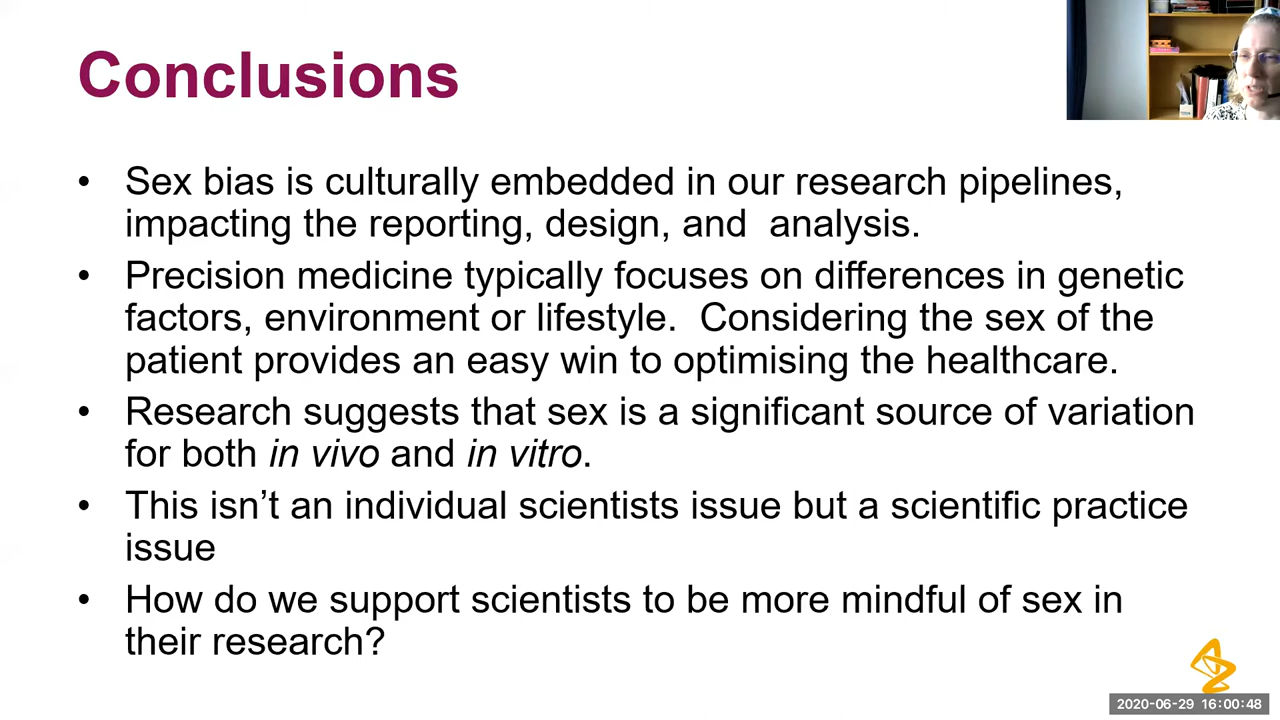 Conclusions
• Sex bias is culturally embedded in our research pipelines,
impacting the reporting, design, and  analysis.
• Precision medicine typically focuses on differences in genetic
factors, environment or lifestyle.  Considering the sex of the
patient provides an easy win to optimising the healthcare.
• Research suggests that sex is a significant source of variation
for both in vivo and in vitro.
• This isn’t an individual scientists issue but a scientific practice
issue
• How do we support scientists to be more mindful of sex in
their research?
2020-06-29 16:00:48